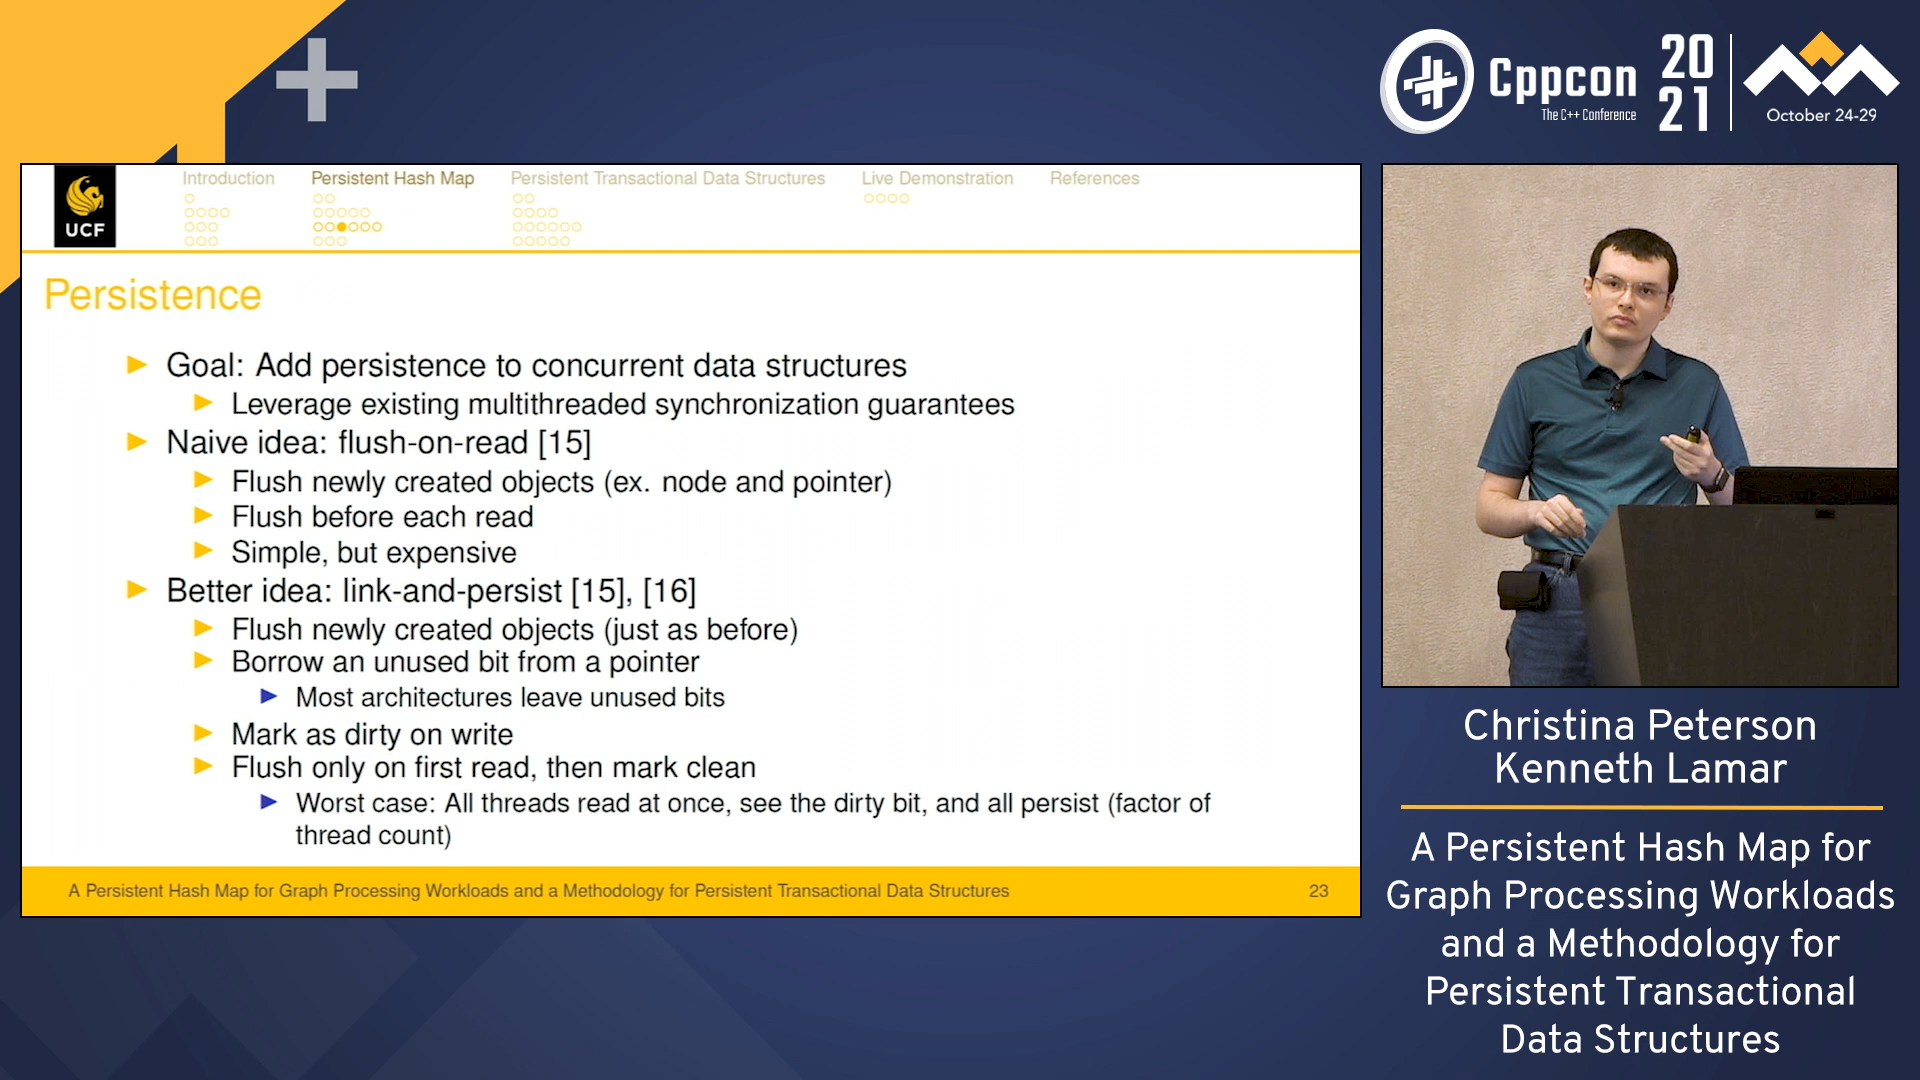 Cppcon
The C++ Conference
20
21
October 24-29
UCF
Introduction
Persistent Hash Map
Persistent Transactional Data Structures
Live Demonstration
References
Persistence
Goal: Add persistence to concurrent data structures
Leverage existing multithreaded synchronization guarantees
Naive idea: flush-on-read [15]
Flush newly created objects (ex. node and pointer)
Flush before each read
Simple, but expensive
Better idea: link-and-persist [15], [16]
Flush newly created objects (just as before)
Borrow an unused bit from a pointer
Most architectures leave unused bits
Mark as dirty on write
Flush only on first read, then mark clean
Worst case: All threads read at once, see the dirty bit, and all persist (factor of
thread count)
A Persistent Hash Map for Graph Processing Workloads and a Methodology for Persistent Transactional Data Structures
23
Christina Peterson
Kenneth Lamar
A Persistent Hash Map for
Graph Processing Workloads
and a Methodology for
Persistent Transactional
Data Structures